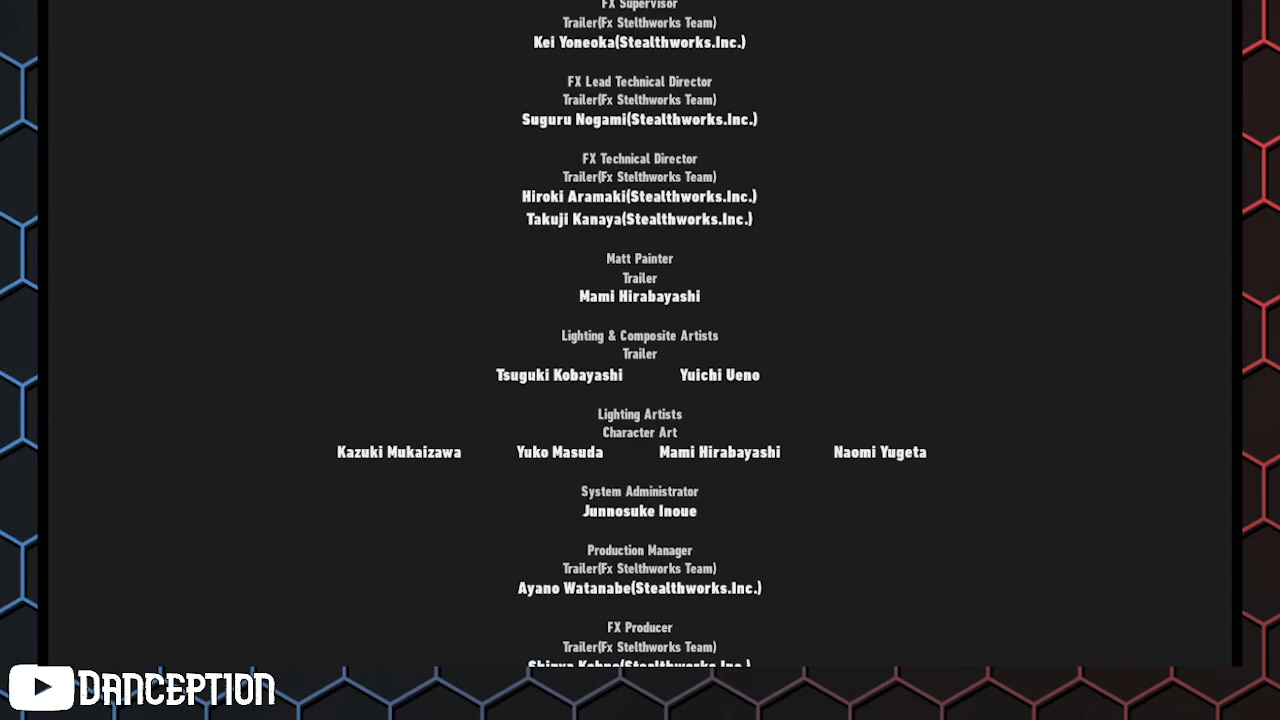 FX Supervisor
Trailer(Fx Stelthworks Team)
Kei Yoneoka(Stealthworks.Inc.)
FX Lead Technical Director
Trailer(Fx Stelthworks Team)
Suguru Nogami(Stealthworks.Inc.)
FX Technical Director
Trailer(Fx Stelthworks Team)
Hiroki Aramaki(Stealthworks.Inc.)
Takuji Kanaya(Stealthworks.Inc.)
Matt Painter
Trailer
Mami Hirabayashi
Lighting & Composite Artists
Trailer
Tsuguki Kobayashi Yuichi Ueno
Lighting Artists
Character Art
Kazuki Mukaizawa Yuko Masuda Mami Hirabayashi Naomi Yugeta
System Administrator
Junnosuke Inoue
Production Manager
Trailer(Fx Stelthworks Team)
Ayano Watanabe(Stealthworks.Inc.)
FX Producer
Trailer(Fx Stelthworks Team)
(Stealthworks.Inc.)
Danception